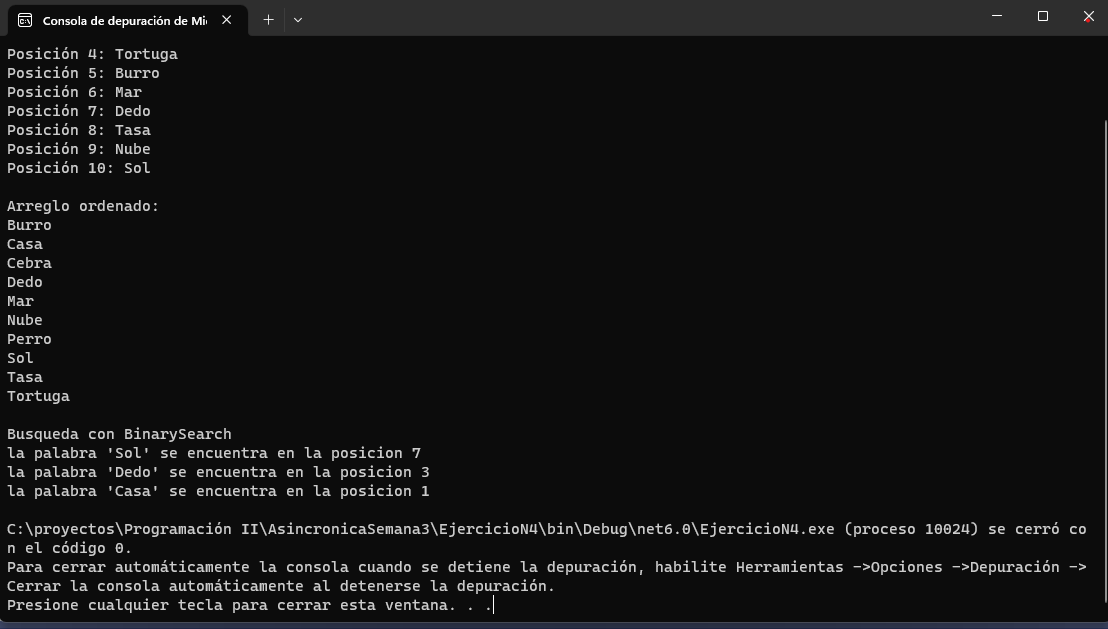 Consola de depuración de Mi
Posición 4: Tortuga
Posición 5: Burro
Posición 6: Mar
Posición 7: Dedo
Posición 8: Tasa
Posición 9: Nube
Posición 10: Sol
Arreglo ordenado:
Burro
Casa
Cebra
Dedo
Mar
Nube
Perro
Sol
Tasa
Tortuga
Busqueda con BinarySearch
la palabra 'Sol' se encuentra en la posicion 7
la palabra 'Dedo' se encuentra en la posicion 3
la palabra 'Casa' se encuentra en la posicion 1
C:\proyectos\Programación II\AsincronicaSemana3\EjercicioN4\bin\Debug\net6.0\EjercicioN4.exe (proceso 10024) se cerró co
n el código 0.
Para cerrar automáticamente la consola cuando se detiene la depuración, habilite Herramientas ->Opciones ->Depuración ->
Cerrar la consola automáticamente al detenerse la depuración.
Presione cualquier tecla para cerrar esta ventana. . .